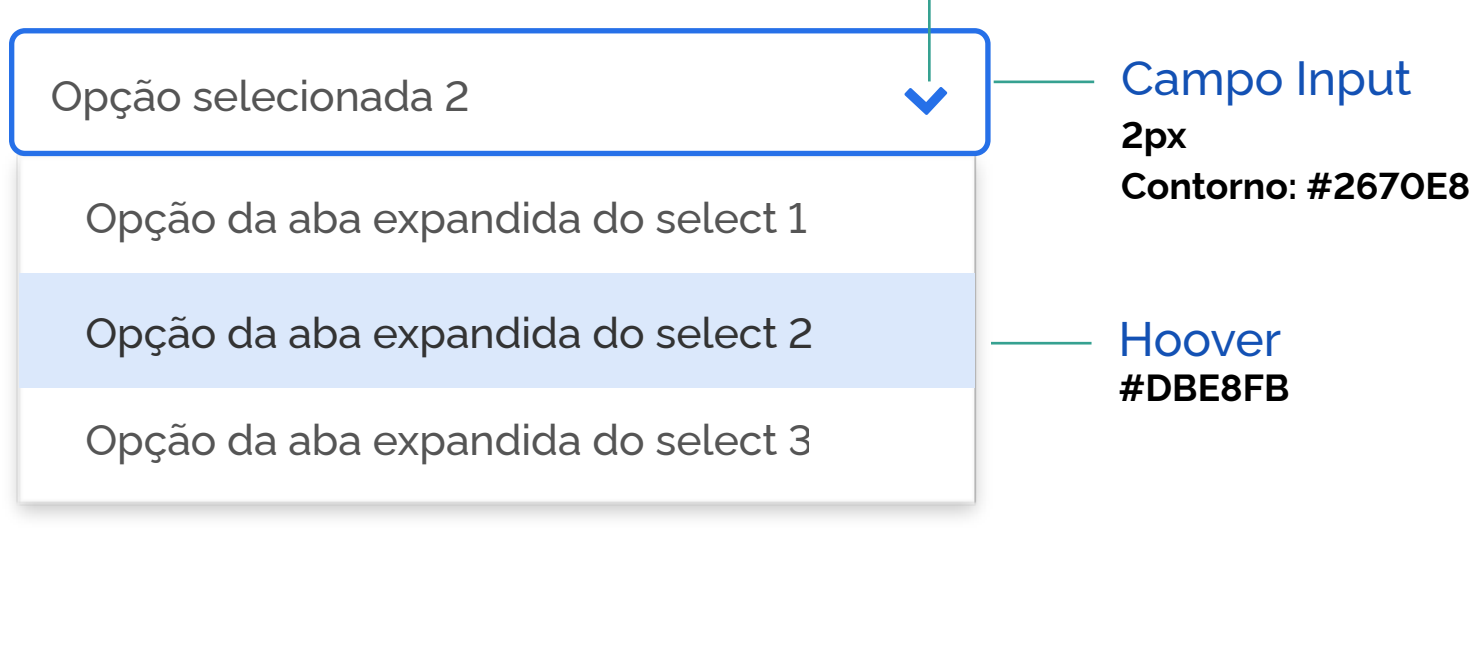 Opção selecionada 2
Campo Input
2px
Contorno: #2670E8
Opção da aba expandida do select 1
Opção da aba expandida do select 2
Hoover
#DBE8FB
Opção da aba expandida do select 3